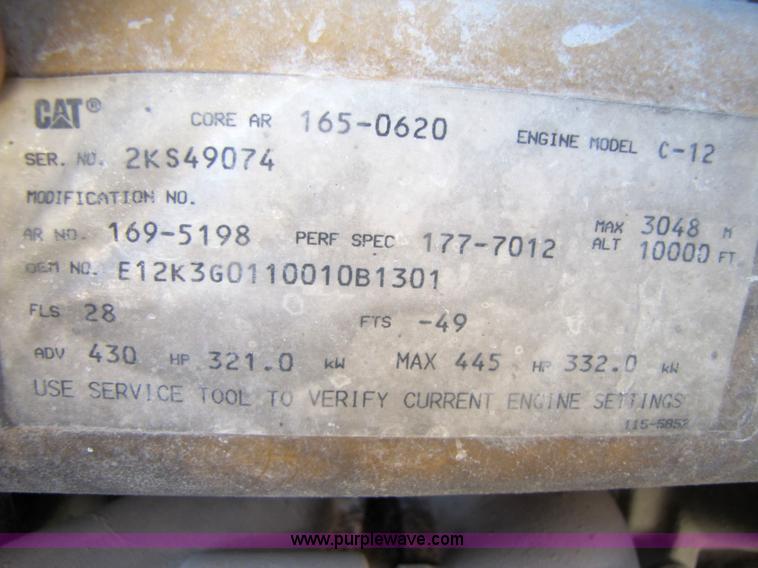 CAT® CORE AR 165-0620 ENGINE MODEL C-12
SER. NO. 2KS49074
MODIFICATION NO.
AR NO. 169-5198 PERF SPEC 177-7012 MAX ALT 3048 M 10000 FT
OEM NO. E12K3G0110010B1301
FLS 28 FTS -49
ADV 430 HP 321.0 kW MAX 445 HP 332.0 kW
USE SERVICE TOOL TO VERIFY CURRENT ENGINE SETTINGS
115-5852
www.purplewave.com